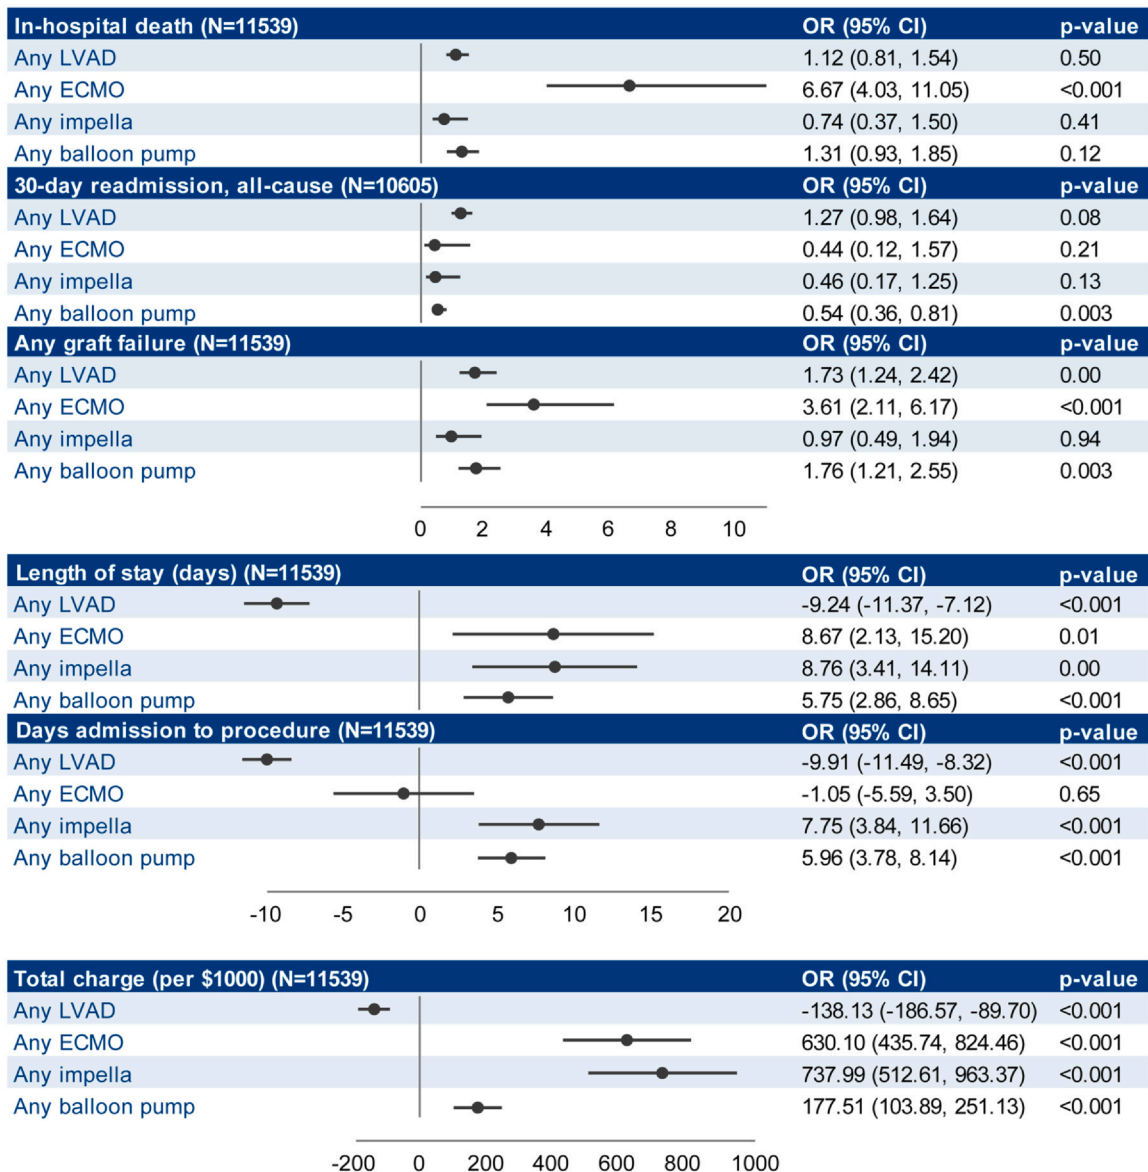 In-hospital death (N=11539) OR (95% CI) p-value
Any LVAD 1.12 (0.81, 1.54) 0.50
Any ECMO 6.67 (4.03, 11.05) <0.001
Any impella 0.74 (0.37, 1.50) 0.41
Any balloon pump 1.31 (0.93, 1.85) 0.12
30-day readmission, all-cause (N=10605) OR (95% CI) p-value
Any LVAD 1.27 (0.98, 1.64) 0.08
Any ECMO 0.44 (0.12, 1.57) 0.21
Any impella 0.46 (0.17, 1.25) 0.13
Any balloon pump 0.54 (0.36, 0.81) 0.003
Any graft failure (N=11539) OR (95% CI) p-value
Any LVAD 1.73 (1.24, 2.42) 0.00
Any ECMO 3.61 (2.11, 6.17) <0.001
Any impella 0.97 (0.49, 1.94) 0.94
Any balloon pump 1.76 (1.21, 2.55) 0.003
0 2 4 6 8 10
Length of stay (days) (N=11539) OR (95% CI) p-value
Any LVAD -9.24 (-11.37, -7.12) <0.001
Any ECMO 8.67 (2.13, 15.20) 0.01
Any impella 8.76 (3.41, 14.11) 0.00
Any balloon pump 5.75 (2.86, 8.65) <0.001
Days admission to procedure (N=11539) OR (95% CI) p-value
Any LVAD -9.91 (-11.49, -8.32) <0.001
Any ECMO -1.05 (-5.59, 3.50) 0.65
Any impella 7.75 (3.84, 11.66) <0.001
Any balloon pump 5.96 (3.78, 8.14) <0.001
-10 -5 0 5 10 15 20
Total charge (per $1000) (N=11539) OR (95% CI) p-value
Any LVAD -138.13 (-186.57, -89.70) <0.001
Any ECMO 630.10 (435.74, 824.46) <0.001
Any impella 737.99 (512.61, 963.37) <0.001
Any balloon pump 177.51 (103.89, 251.13) <0.001
-200 0 200 400 600 800 1000